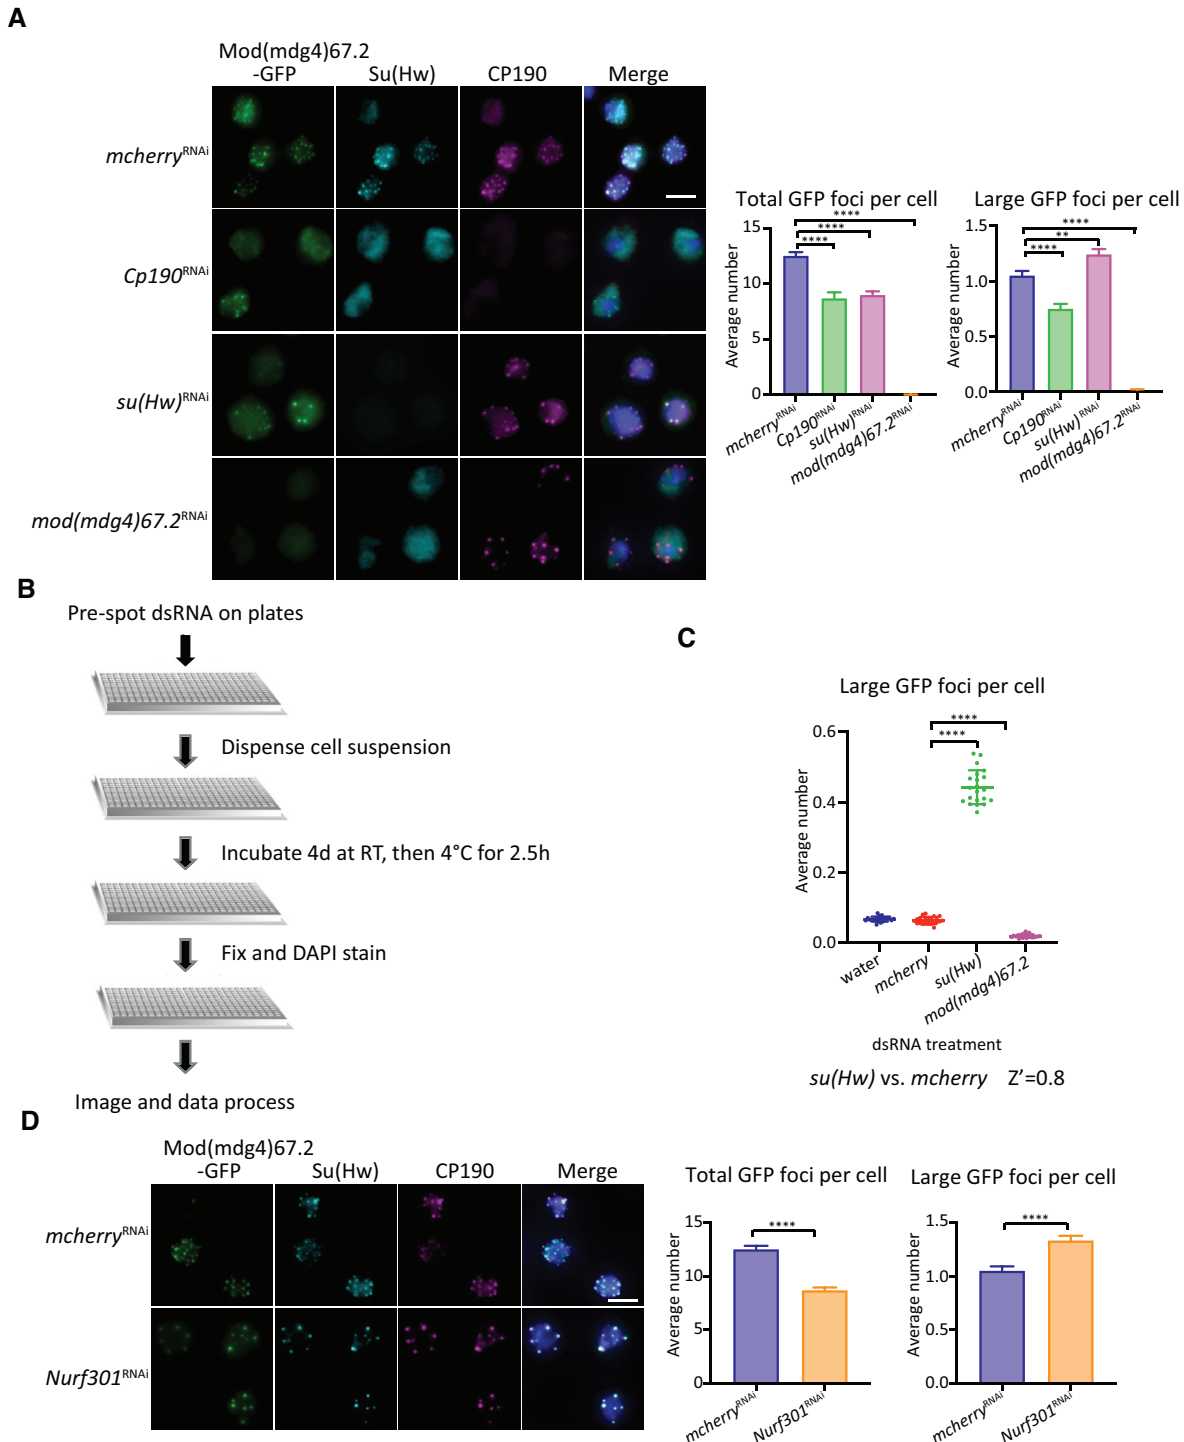 A
Mod(mdg4)67.2
-GFP Su(Hw) CP190 Merge
mcherryRNAi
Cp190RNAi
su(Hw)RNAi
mod(mdg4)67.2RNAi
Total GFP foci per cell
****
****
****
Average number
15
10
5
0
mcherryRNAi
Cp190RNAi
su(Hw)RNAi
mod(mdg4)67.2RNAi
Large GFP foci per cell
****
**
****
Average number
1.5
1.0
0.5
0.0
mcherryRNAi
Cp190RNAi
su(Hw)RNAi
mod(mdg4)67.2RNAi
B
Pre-spot dsRNA on plates
Dispense cell suspension
Incubate 4d at RT, then 4°C for 2.5h
Fix and DAPI stain
Image and data process
C
Large GFP foci per cell
****
****
Average number
0.6
0.4
0.2
0.0
water
mcherry
su(Hw)
mod(mdg4)67.2
dsRNA treatment
su(Hw) vs. mcherry Z’=0.8
D
Mod(mdg4)67.2
-GFP Su(Hw) CP190 Merge
mcherryRNAi
Nurf301RNAi
Total GFP foci per cell
****
Average number
15
10
5
0
mcherryRNAi
Nurf301RNAi
Large GFP foci per cell
****
Average number
1.5
1.0
0.5
0.0
mcherryRNAi
Nurf301RNAi